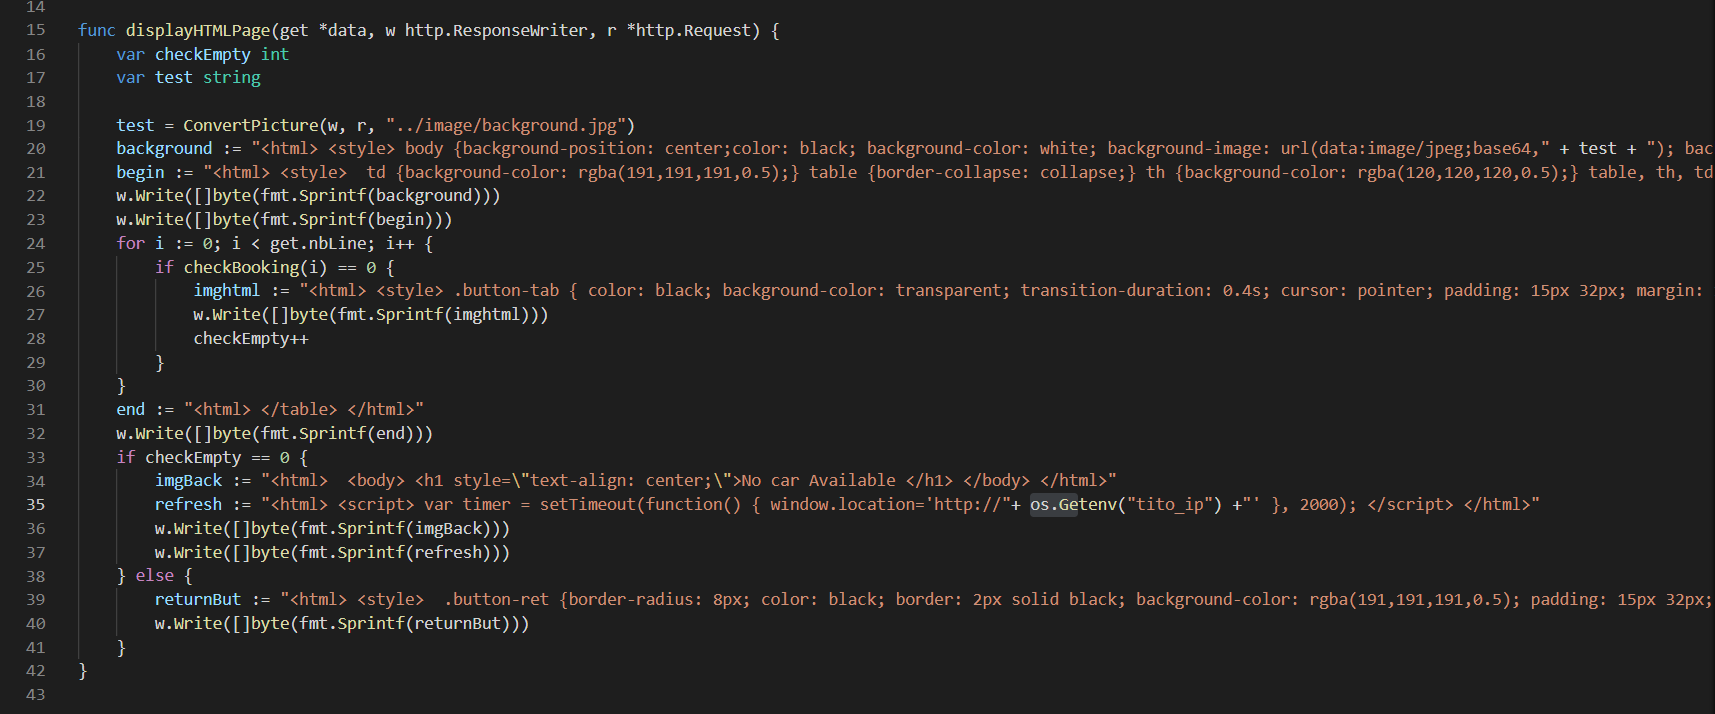 14
15 func displayHTMLPage(get *data, w http.ResponseWriter, r *http.Request) {
16 var checkEmpty int
17 var test string
18
19 test = ConvertPicture(w, r, "../image/background.jpg")
20 background := "<html> <style> body {background-position: center;color: black; background-color: white; background-image: url(data:image/jpeg;base64," + test + "); bac
21 begin := "<html> <style>  td {background-color: rgba(191,191,191,0.5);} table {border-collapse: collapse;} th {background-color: rgba(120,120,120,0.5);} table, th, td
22 w.Write([]byte(fmt.Sprintf(background)))
23 w.Write([]byte(fmt.Sprintf(begin)))
24 for i := 0; i < get.nbLine; i++ {
25 if checkBooking(i) == 0 {
26 imghtml := "<html> <style> .button-tab { color: black; background-color: transparent; transition-duration: 0.4s; cursor: pointer; padding: 15px 32px; margin:
27 w.Write([]byte(fmt.Sprintf(imghtml)))
28 checkEmpty++
29 }
30 }
31 end := "<html> </table> </html>"
32 w.Write([]byte(fmt.Sprintf(end)))
33 if checkEmpty == 0 {
34 imgBack := "<html>  <body> <h1 style=\"text-align: center;\">No car Available </h1> </body> </html>"
35 refresh := "<html> <script> var timer = setTimeout(function() { window.location='http://"+ os.Getenv("tito_ip") +"' }, 2000); </script> </html>"
36 w.Write([]byte(fmt.Sprintf(imgBack)))
37 w.Write([]byte(fmt.Sprintf(refresh)))
38 } else {
39 returnBut := "<html> <style>  .button-ret {border-radius: 8px; color: black; border: 2px solid black; background-color: rgba(191,191,191,0.5); padding: 15px 32px;
40 w.Write([]byte(fmt.Sprintf(returnBut)))
41 }
42 }
43